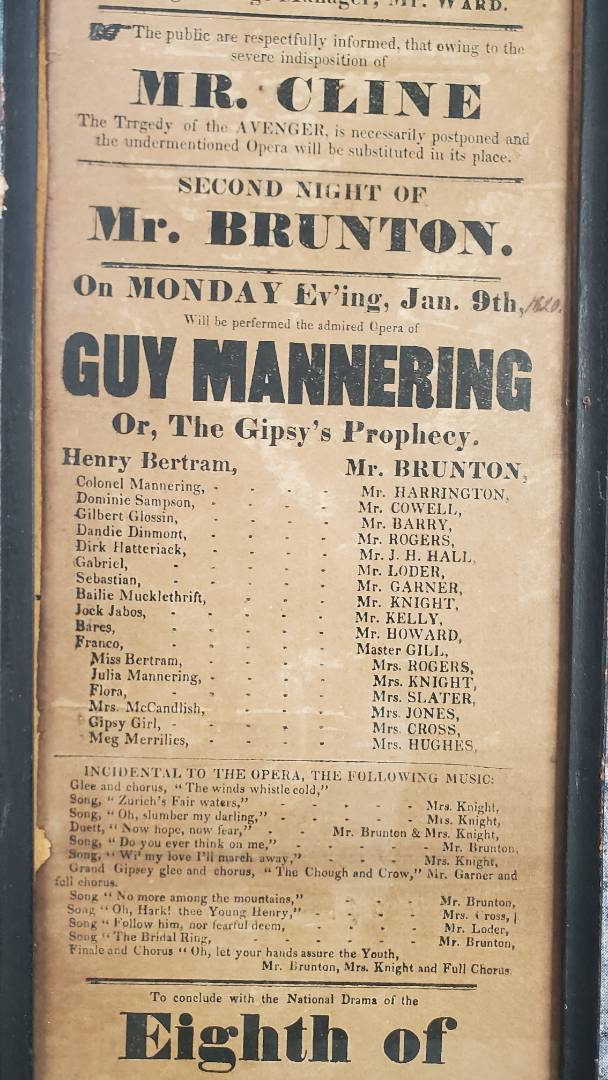 Manager, Mr. WARD.
The public are respectfully informed, that owing to the
severe indisposition of
MR. CLINE
The Trrgedy of the AVENGER, is necessarily postponed and
the undermentioned Opera will be substituted in its place.
SECOND NIGHT OF
Mr. BRUNTON.
On MONDAY Ev'ing, Jan. 9th,
Will be perfermed the admired Opera of
GUY MANNERING
Or, The Gipsy's Prophecy.
Henry Bertram, Mr. BRUNTON,
Colonel Mannering, - - - - Mr. HARRINGTON,
Dominie Sampson, - - - - Mr. COWELL,
Gilbert Glossin, - - - - Mr. BARRY,
Dandie Dinmont, - - - - Mr. ROGERS,
Dirk Hatteriack, - - - - Mr. J. H. HALL,
Gabriel, - - - - - Mr. LODER,
Sebastian, - - - - - Mr. GARNER,
Bailie Mucklethrift, - - - - Mr. KNIGHT,
Jock Jabos, - - - - - Mr. KELLY,
Bares, - - - - - Mr. HOWARD,
Franco, - - - - - Master GILL,
Miss Bertram, - - - - Mrs. ROGERS,
Julia Mannering, - - - - Mrs. KNIGHT,
Flora, - - - - - Mrs. SLATER,
Mrs. McCandlish, - - - Mrs. JONES,
Gipsy Girl, - - - - - Mrs. CROSS,
Meg Merrilies, - - - - Mrs. HUGHES,
INCIDENTAL TO THE OPERA, THE FOLLOWING MUSIC:
Glee and chorus, "The winds whistle cold,"
Song, "Zurich's Fair waters," - - - - - Mrs. Knight,
Song, "Oh, slumber my darling," - - - - - Mrs. Knight,
Duett, "Now hope, now fear," - - Mr. Brunton & Mrs. Knight,
Song, "Do you ever think on me," - - - - - Mr. Brunton,
Song, "Wi' my love I'll march away," - - - - Mrs. Knight,
Grand Gipsey glee and chorus, "The Chough and Crow," Mr. Garner and
full chorus.
Song "No more among the mountains," - - - Mr. Brunton,
Song "Oh, Hark! thee Young Henry," - - - - Mrs. Cross,
Song "Follow him, nor fearful deem, - - - - Mr. Loder,
Song "The Bridal Ring, - - - - - - Mr. Brunton,
Finale and Chorus "Oh, let your hands assure the Youth,
Mr. Brunton, Mrs. Knight and Full Chorus
To conclude with the National Drama of the
Eighth of